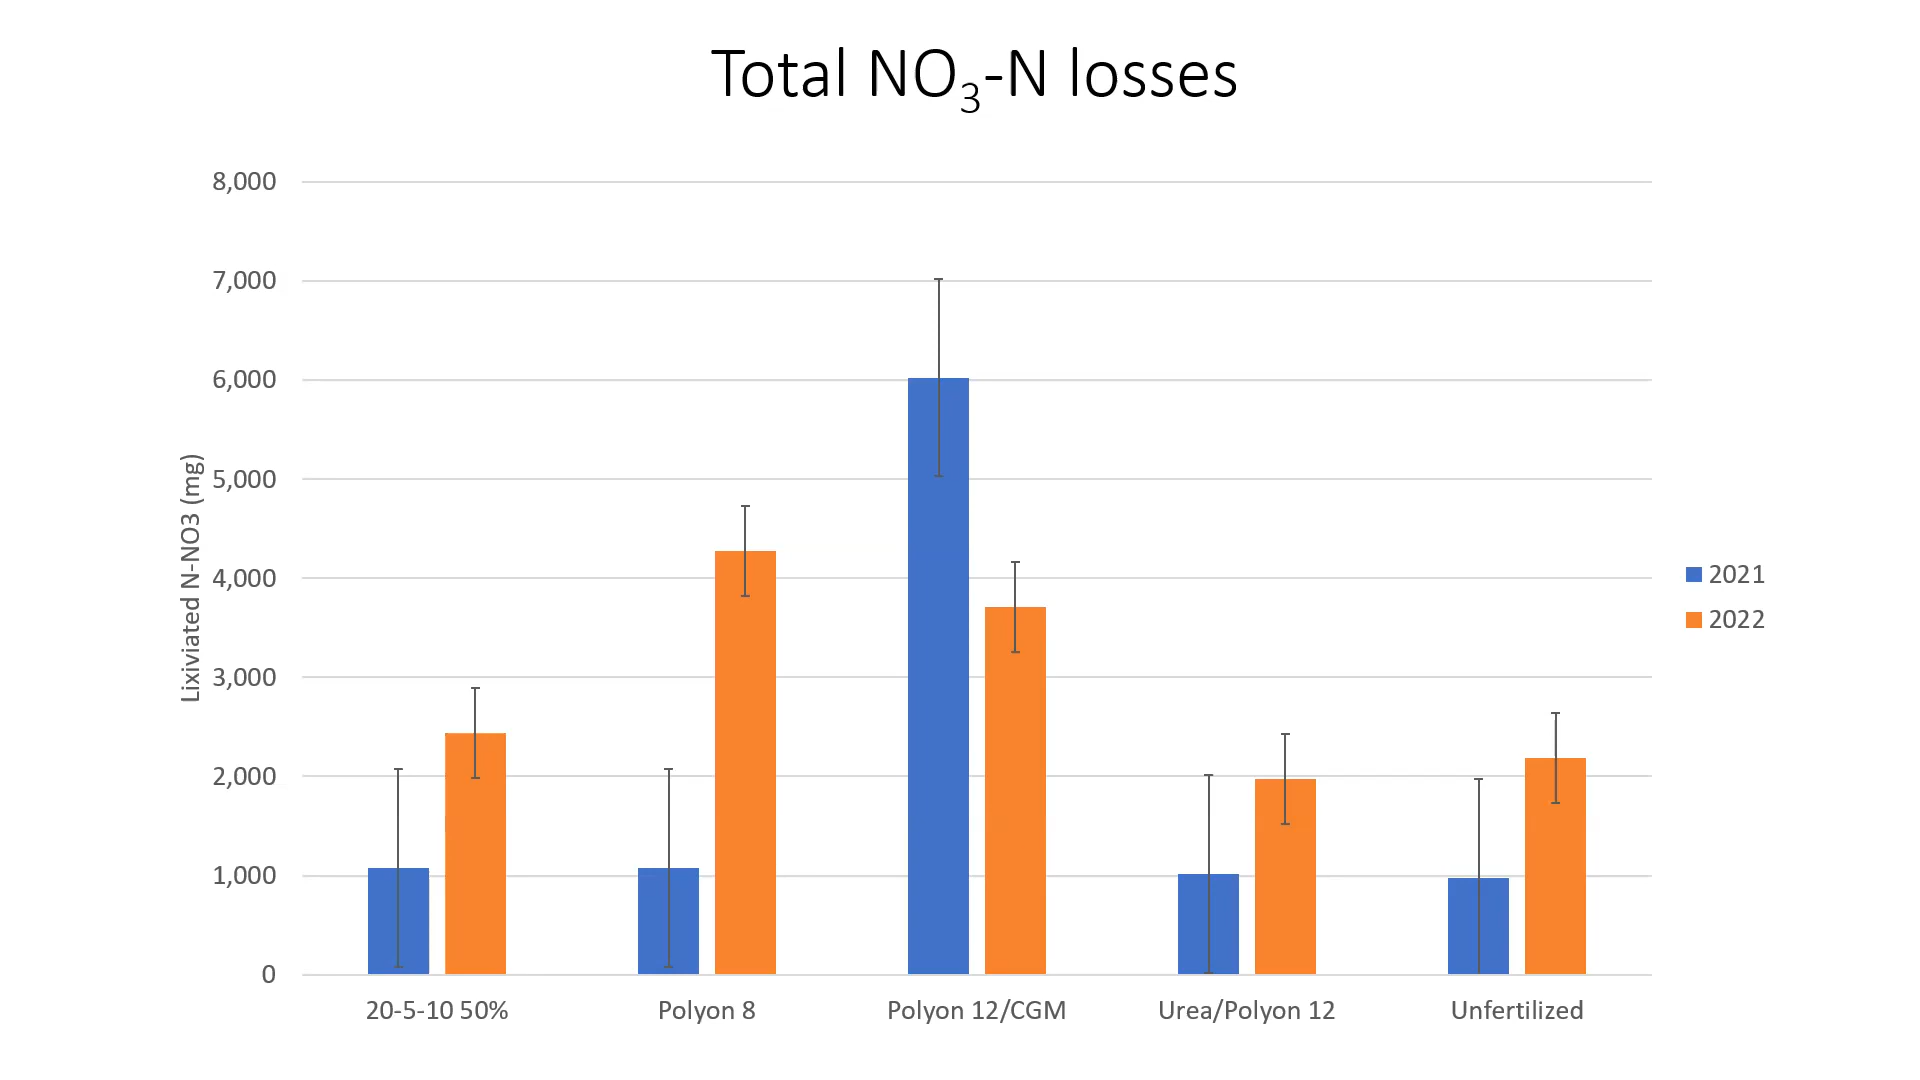 Total NO₃-N losses
8,000
7,000
6,000
5,000
4,000
3,000
2,000
1,000
0
Lixiviated N-NO3 (mg)
20-5-10 50%
Polyon 8
Polyon 12/CGM
Urea/Polyon 12
Unfertilized
2021
2022